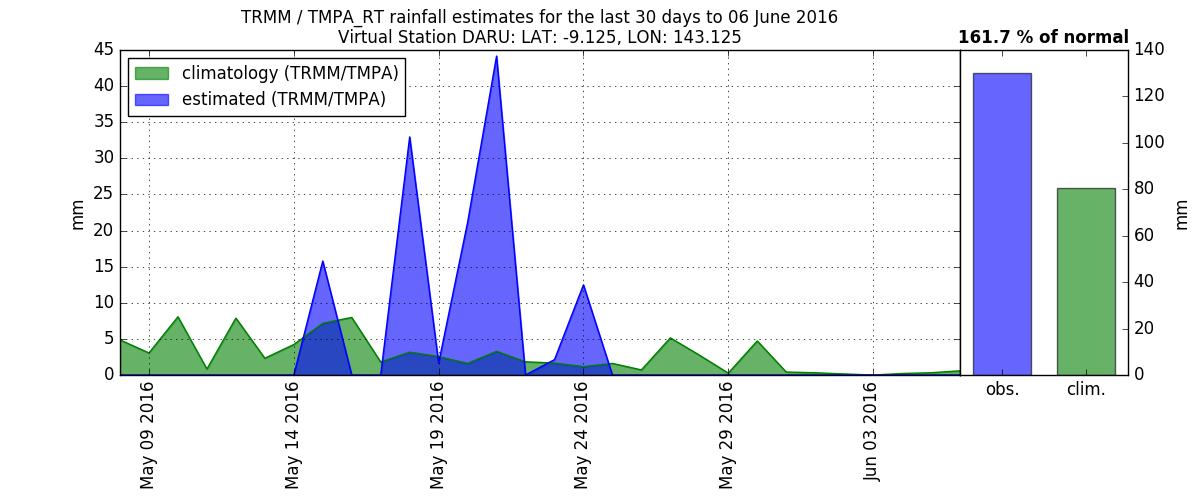 TRMM / TMPA_RT rainfall estimates for the last 30 days to 06 June 2016
Virtual Station DARU: LAT: -9.125, LON: 143.125
161.7 % of normal
climatology (TRMM/TMPA)
estimated (TRMM/TMPA)
45
40
35
30
25
20
15
10
5
0
mm
May 09 2016
May 14 2016
May 19 2016
May 24 2016
May 29 2016
Jun 03 2016
obs.
clim.
140
120
100
80
60
40
20
0
mm